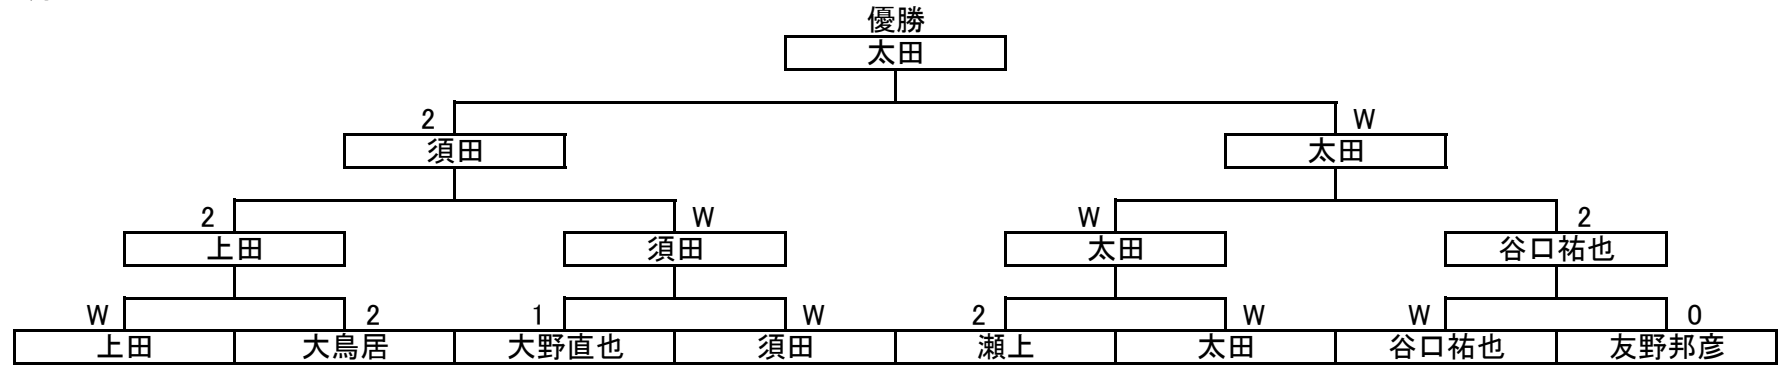 優勝
太田
2 W
須田 太田
2 W W 2
上田 須田 太田 谷口祐也
W 2 1 W 2 W W 0
上田 大鳥居 大野直也 須田 瀬上 太田 谷口祐也 友野邦彦